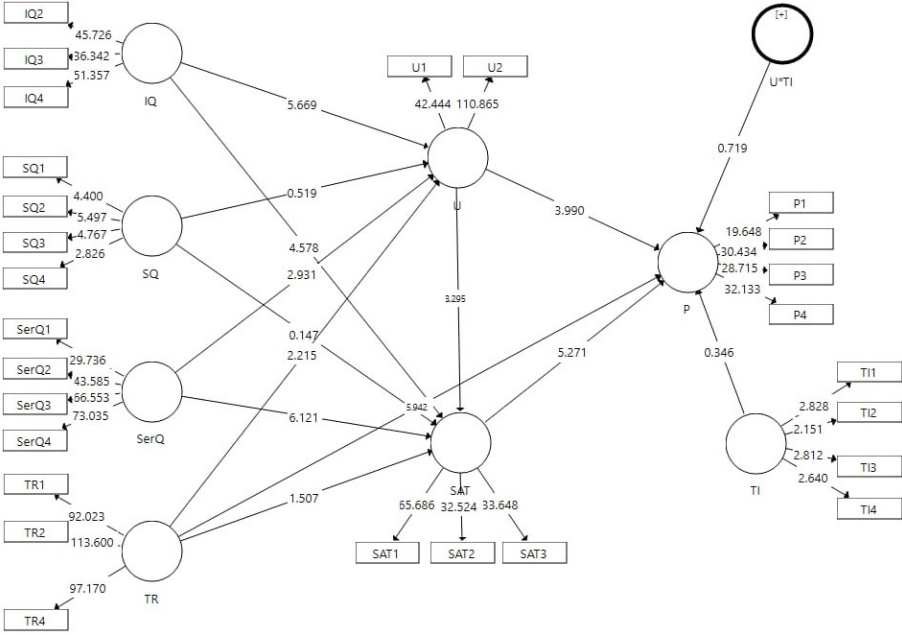 IQ2
IQ3
IQ4
45.726
36.342
51.357
IQ
SQ1
SQ2
SQ3
SQ4
4.400
5.497
4.767
2.826
SQ
SerQ1
SerQ2
SerQ3
SerQ4
29.736
43.585
66.553
73.035
SerQ
TR1
TR2
TR4
92.023
113.600
97.170
TR
5.669
0.519
4.578
2.931
0.147
2.215
6.121
5.942
1.507
U1
U2
42.444
110.865
U
3.295
SAT
65.686
32.524
33.648
SAT1
SAT2
SAT3
3.990
5.271
[+]
U*TI
0.719
P
19.648
30.434
28.715
32.133
P1
P2
P3
P4
0.346
TI
2.828
2.151
2.812
2.640
TI1
TI2
TI3
TI4